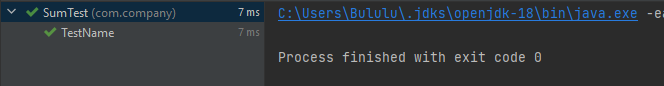 SumTest (com.company) 7 ms
TestName 7 ms
C:\Users\Bululu\.jdks\openjdk-18\bin\java.exe -ea
Process finished with exit code 0